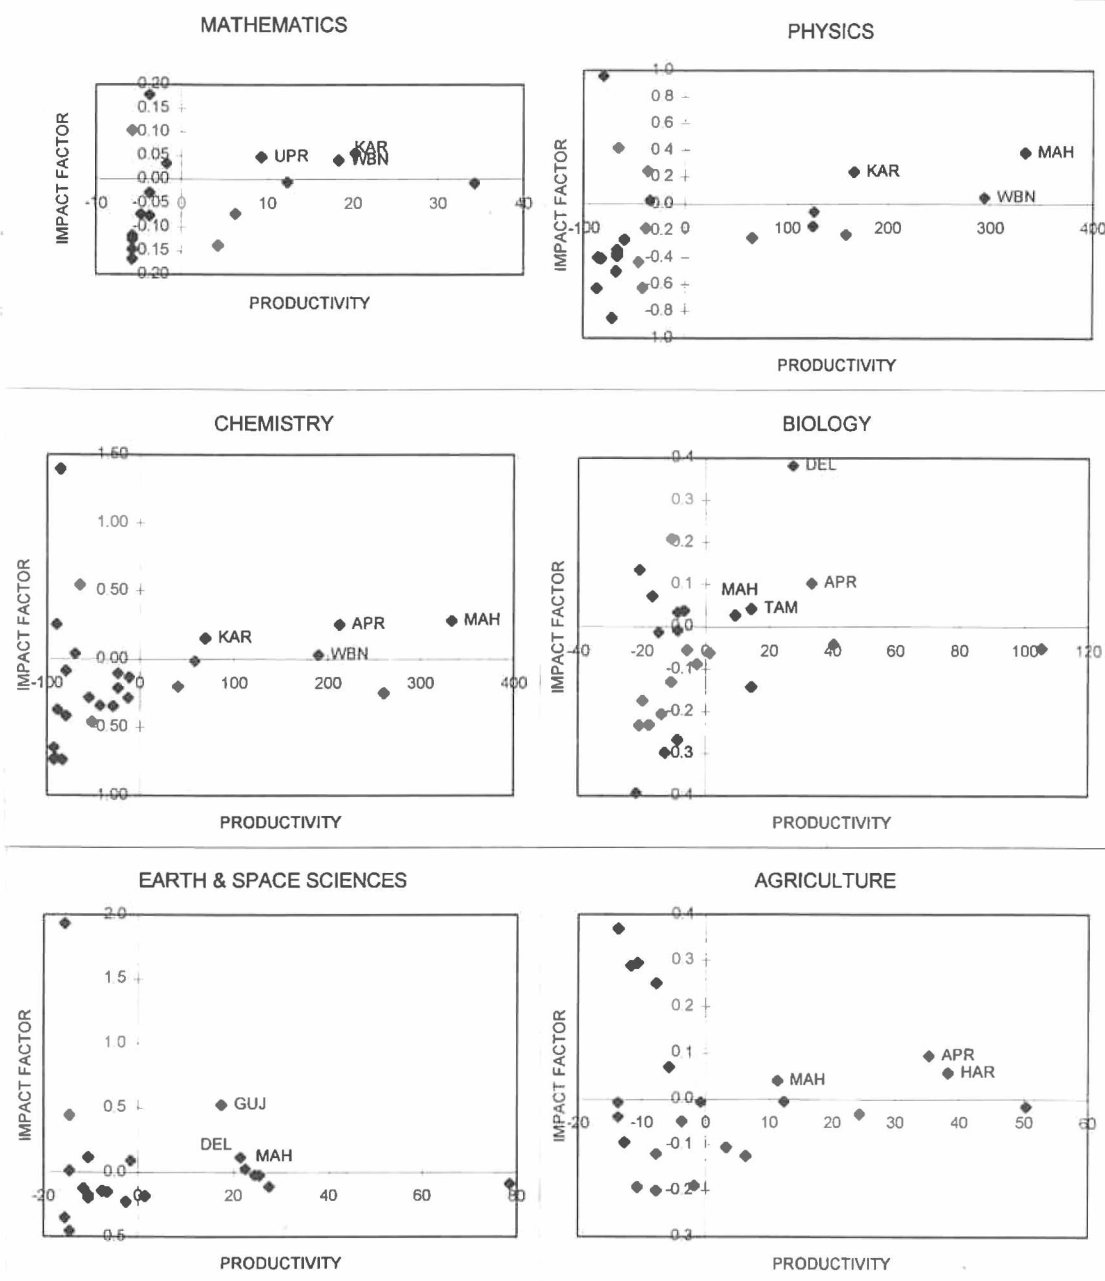 MATHEMATICS
IMPACT FACTOR
0.20
0.15
0.10
0.05
0.00
-0.05
-0.10
0.15
0.20
-10
0
10
20
30
40
UPR
KAR
WBN
PRODUCTIVITY
PHYSICS
IMPACT FACTOR
1.0
0.8
0.6
0.4
0.2
0.0
-0.2
-0.4
-0.6
-0.8
1.0
-100
0
100
200
300
400
MAH
KAR
WBN
PRODUCTIVITY
CHEMISTRY
IMPACT FACTOR
1.50
1.00
0.50
0.00
-0.50
-1.00
-100
0
100
200
300
400
KAR
APR
MAH
WBN
PRODUCTIVITY
BIOLOGY
IMPACT FACTOR
0.4
0.3
0.2
0.1
0.0
-0.1
-0.2
-0.3
-0.4
-40
-20
0
20
40
60
80
100
120
DEL
APR
MAH
TAM
PRODUCTIVITY
EARTH & SPACE SCIENCES
IMPACT FACTOR
2.0
1.5
1.0
0.5
0.0
0.5
-20
0
20
40
60
80
GUJ
DEL
MAH
PRODUCTIVITY
AGRICULTURE
IMPACT FACTOR
0.4
0.3
0.2
0.1
0.0
-0.1
-0.2
0.3
-20
-10
0
10
20
30
40
50
60
APR
HAR
MAH
PRODUCTIVITY